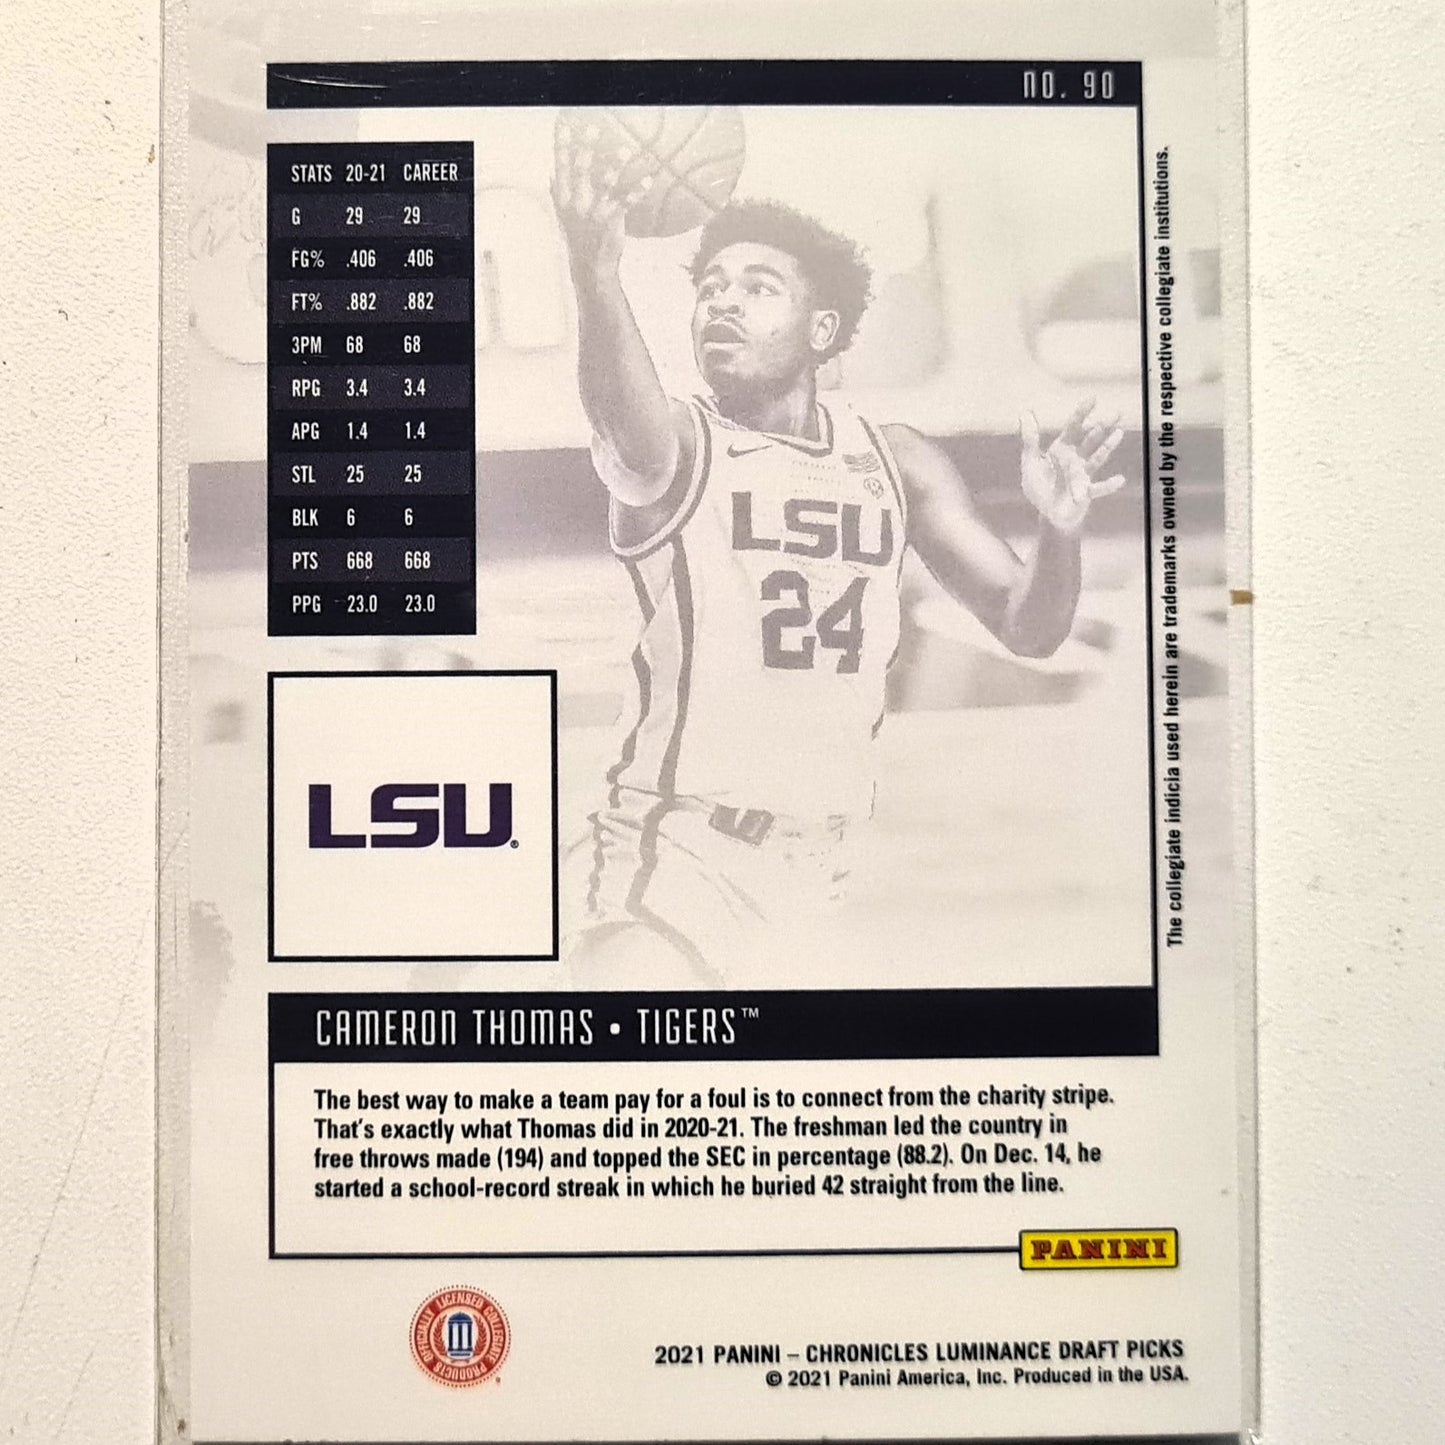 NO. 90
STATS 20-21 CAREER
G 29 29
FG% .406 .406
FT% .882 .882
3PM 68 68
RPG 3.4 3.4
APG 1.4 1.4
STL 25 25
BLK 6 6
PTS 668 668
PPG 23.0 23.0
LSU
24
LSU®
The collegiate indicia used herein are trademarks owned by the respective collegiate institutions.
CAMERON THOMAS • TIGERS™
The best way to make a team pay for a foul is to connect from the charity stripe.
That's exactly what Thomas did in 2020-21. The freshman led the country in
free throws made (194) and topped the SEC in percentage (88.2). On Dec. 14, he
started a school-record streak in which he buried 42 straight from the line.
PANINI
OFFICIALLY LICENSED COLLEGIATE PRODUCTS
2021 PANINI – CHRONICLES LUMINANCE DRAFT PICKS
© 2021 Panini America, Inc. Produced in the USA.